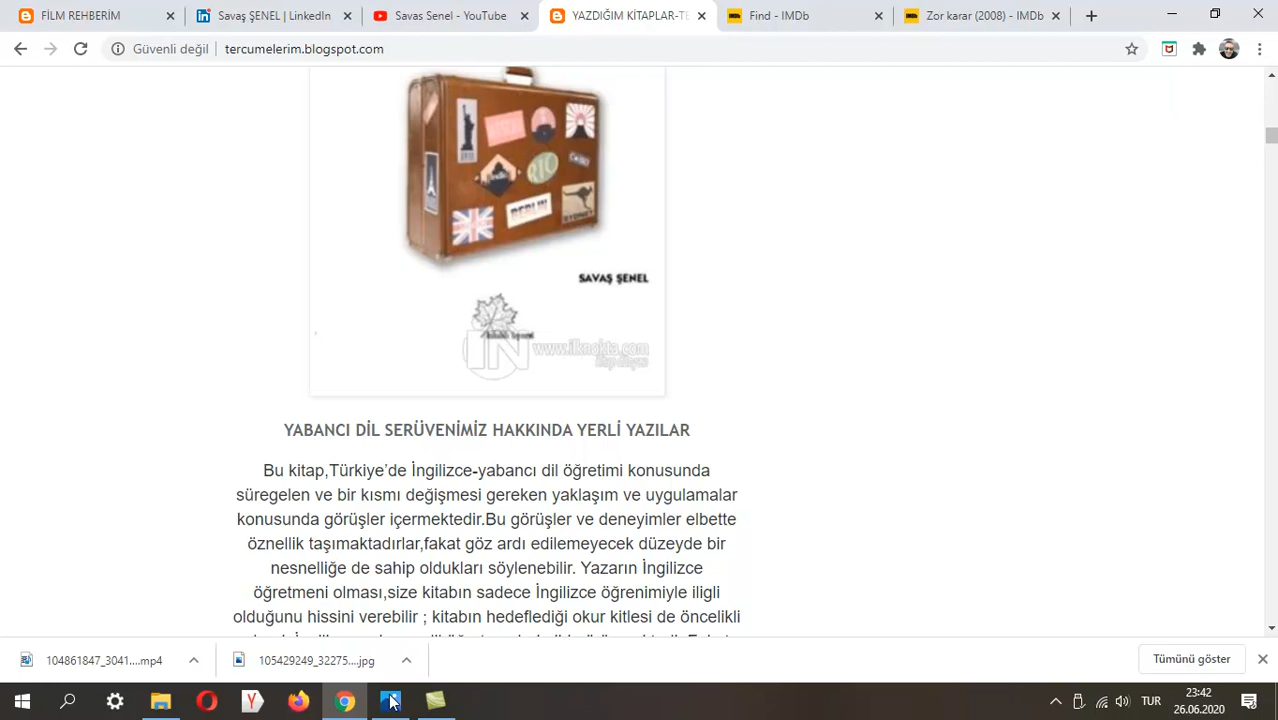 FİLM REHBERİM
Savaş ŞENEL | LinkedIn
Savas Senel - YouTube
YAZDIĞIM KİTAPLAR-TE
Find - IMDb
Zor karar (2008) - IMDb
Güvenli değil
tercumelerim.blogspot.com
RIO
BERLIN
SYDNEY
SAVAŞ ŞENEL
IN www.ilknokta.com
YABANCI DİL SERÜVENİMİZ HAKKINDA YERLİ YAZILAR
Bu kitap,Türkiye'de İngilizce-yabancı dil öğretimi konusunda
süregelen ve bir kısmı değişmesi gereken yaklaşım ve uygulamalar
konusunda görüşler içermektedir.Bu görüşler ve deneyimler elbette
öznellik taşımaktadırlar,fakat göz ardı edilemeyecek düzeyde bir
nesnelliğe de sahip oldukları söylenebilir. Yazarın İngilizce
öğretmeni olması,size kitabın sadece İngilizce öğrenimiyle iligli
olduğunu hissini verebilir ; kitabın hedeflediği okur kitlesi de öncelikli
104861847_3041....mp4
105429249_32275....jpg
Tümünü göster
TUR
23:42
26.06.2020